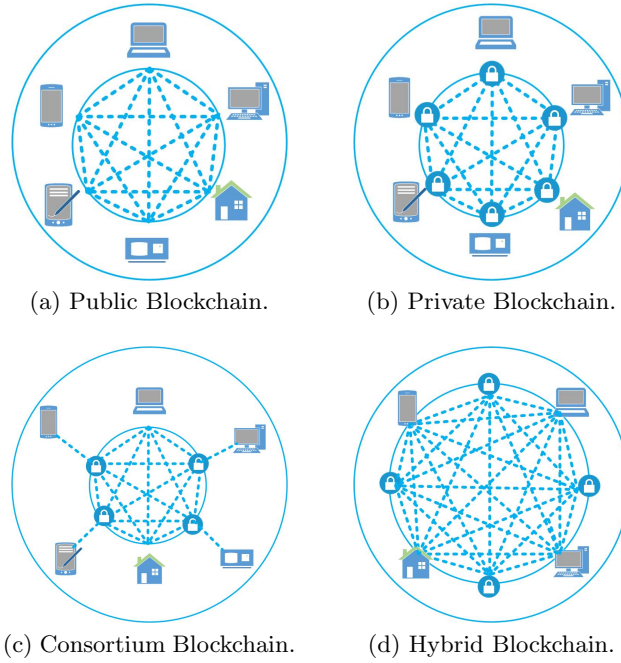 (a) Public Blockchain.
(b) Private Blockchain.
(c) Consortium Blockchain.
(d) Hybrid Blockchain.